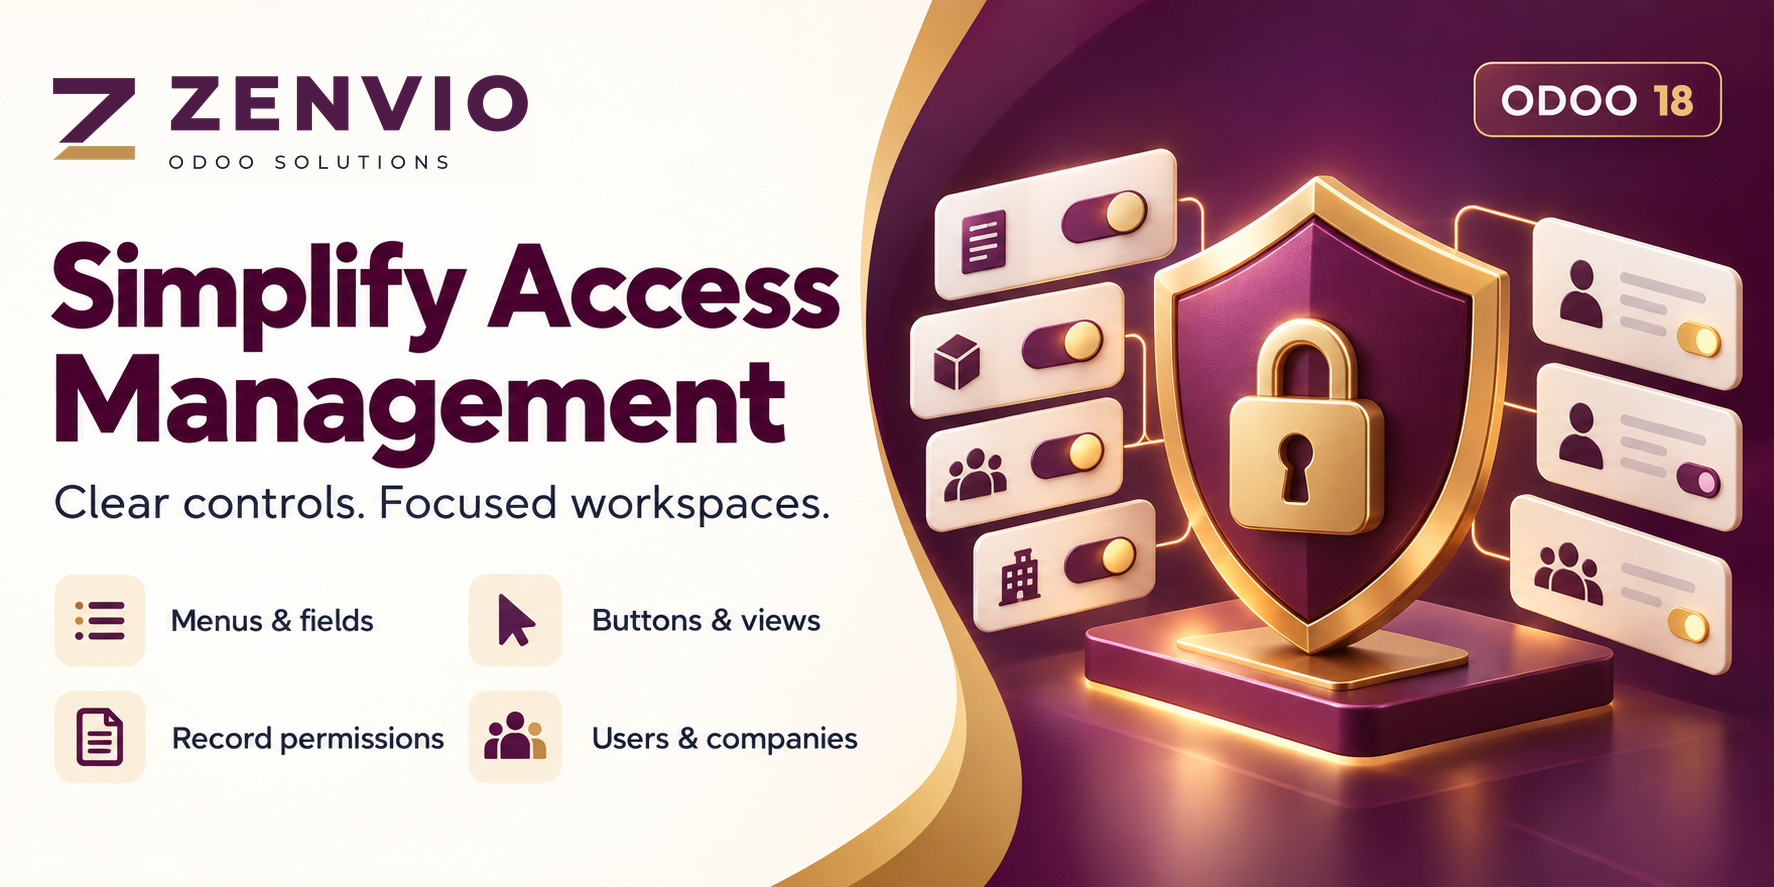 ZENVIO
ODOO SOLUTIONS
ODOO 18
Simplify Access
Management
Clear controls. Focused workspaces.
Menus & fields
Buttons & views
Record permissions
Users & companies